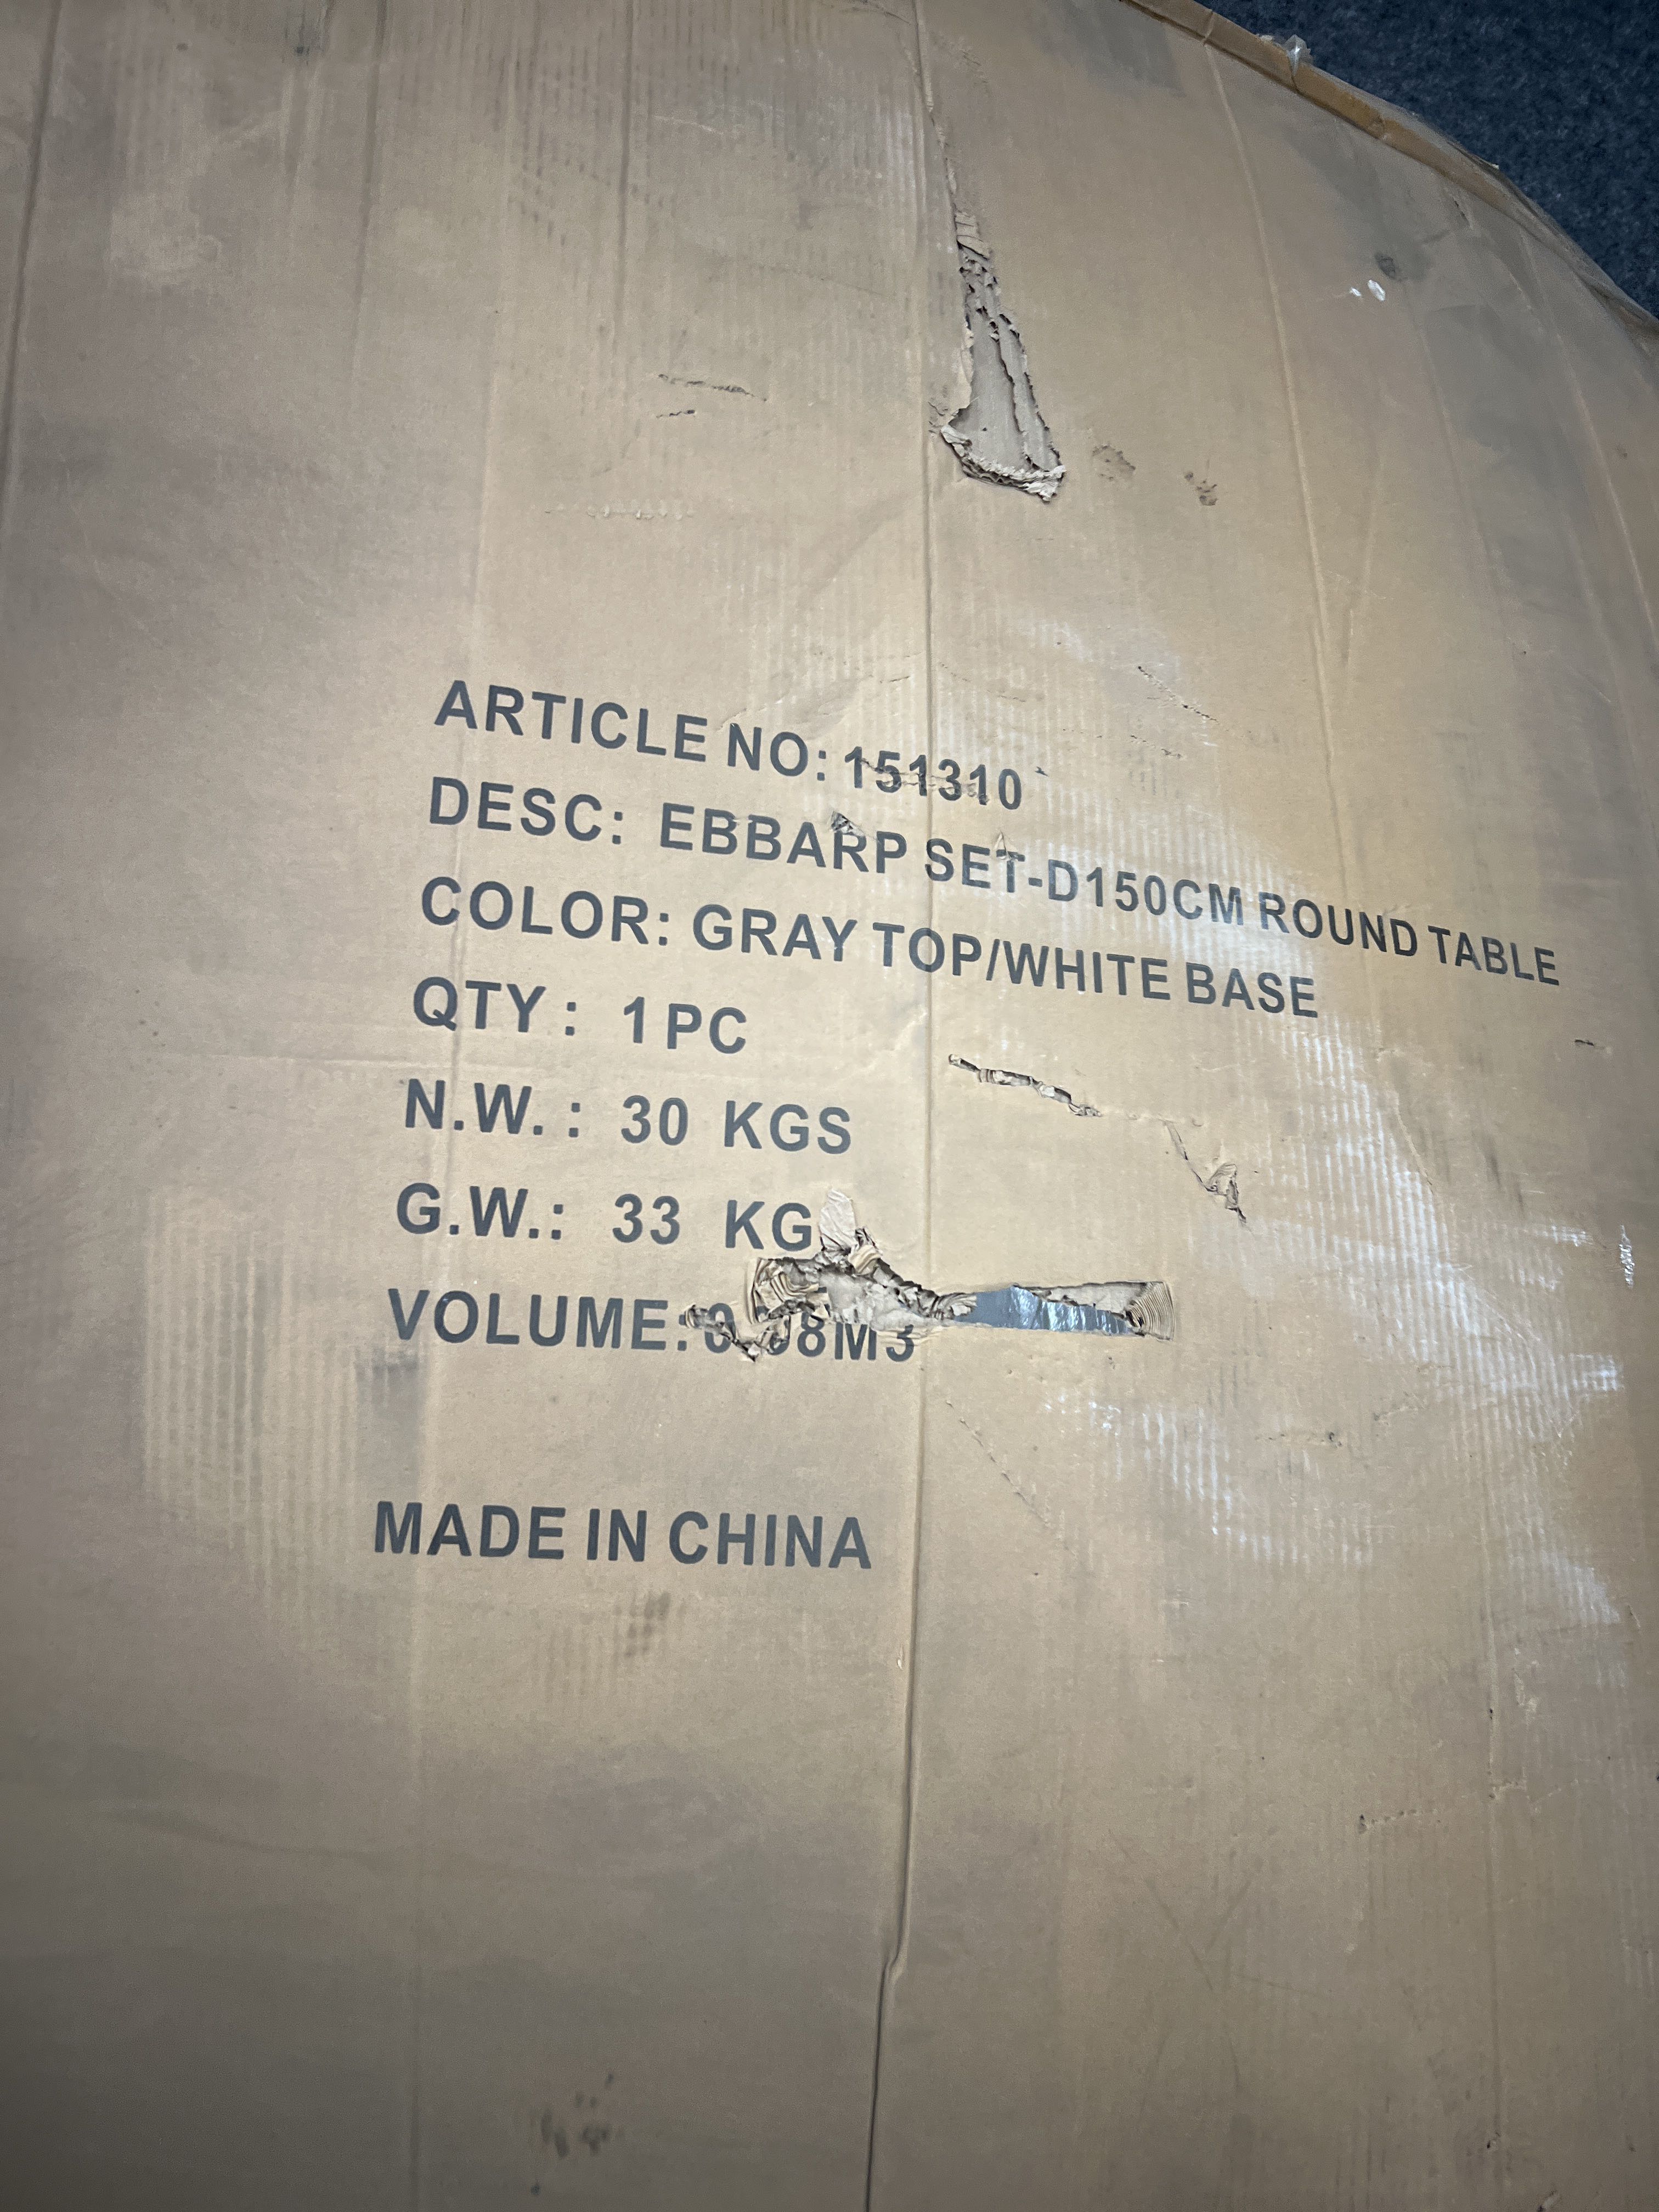 ARTICLE NO: 151310
DESC: EBBARP SET-D150CM ROUND TABLE
COLOR: GRAY TOP/WHITE BASE
QTY : 1PC
N.W. : 30 KGS
G.W.: 33 KG
VOLUME:
MADE IN CHINA